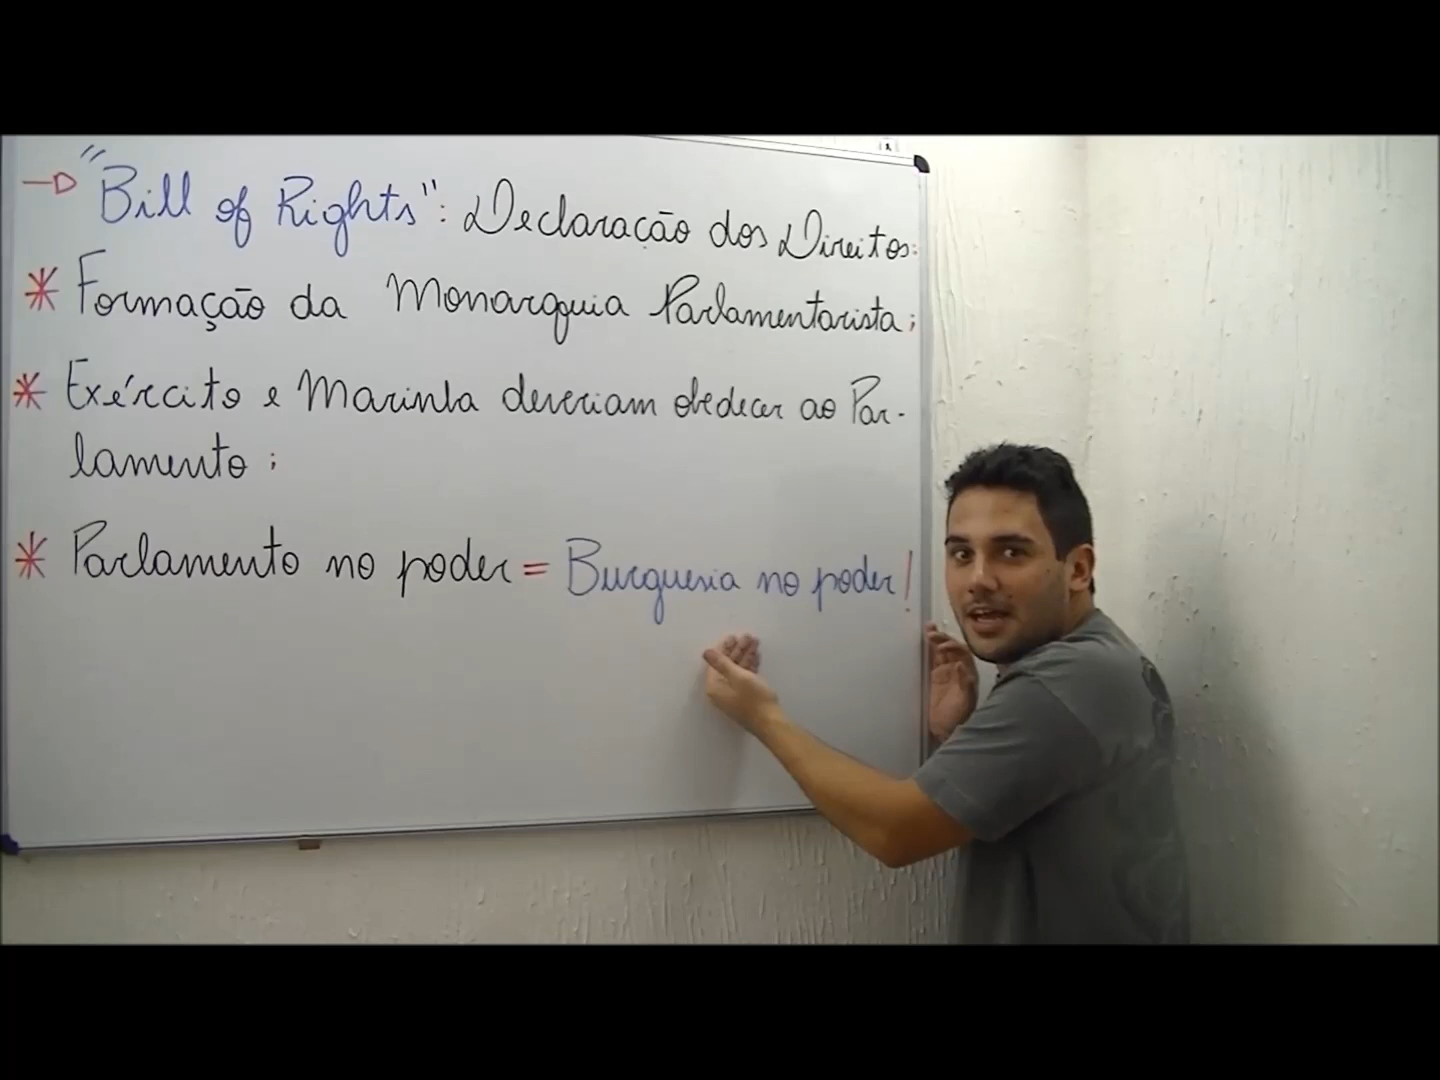 → "Bill of Rights": Declaração dos Direitos:
* Formação da Monarquia Parlamentarista;
* Exército e Marinha deveriam obedecer ao Par-
lamento;
* Parlamento no poder = Burguesia no poder!